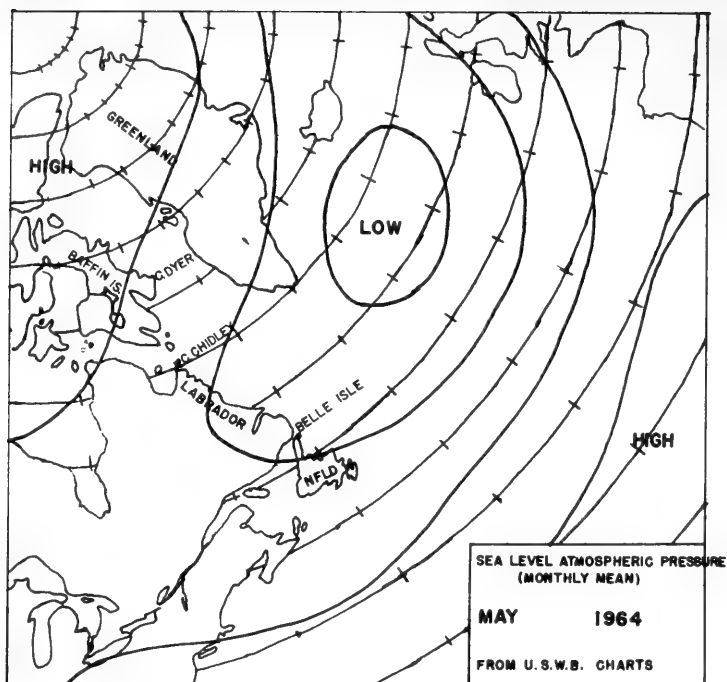 GREENLAND
HIGH
LOW
BAFFIN IS.
C.DYER
C. CHIDLEY
LABRADOR
BELLE ISLE
HIGH
NFLD
SEA LEVEL ATMOSPHERIC PRESSURE
(MONTHLY MEAN)
MAY 1964
FROM U.S.W.B. CHARTS